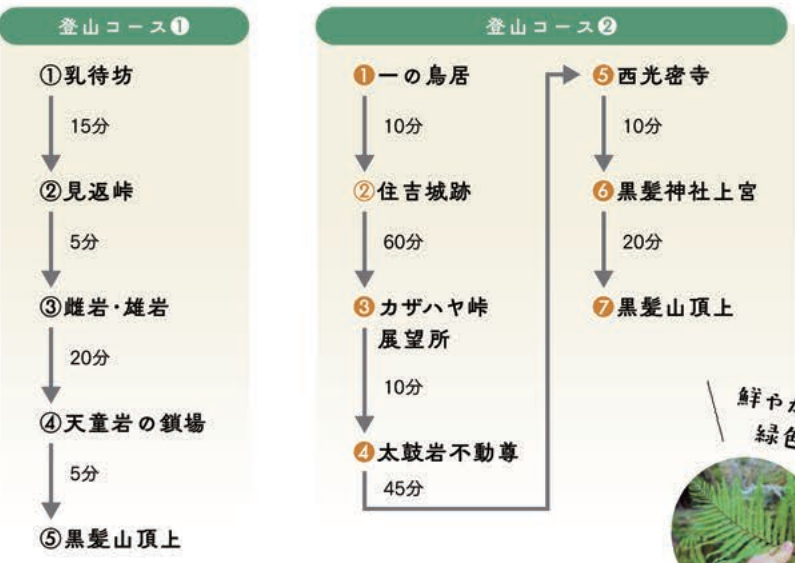 登山コース❶
①乳待坊
15分
②見返峠
5分
③雌岩・雄岩
20分
④天童岩の鎖場
5分
⑤黒髪山頂上
登山コース❷
❶一の鳥居
10分
②住吉城跡
60分
❸カザハヤ峠
展望所
10分
❹太鼓岩不動尊
45分
❺西光密寺
10分
❻黒髪神社上宮
20分
❼黒髪山頂上
鮮やか
緑色